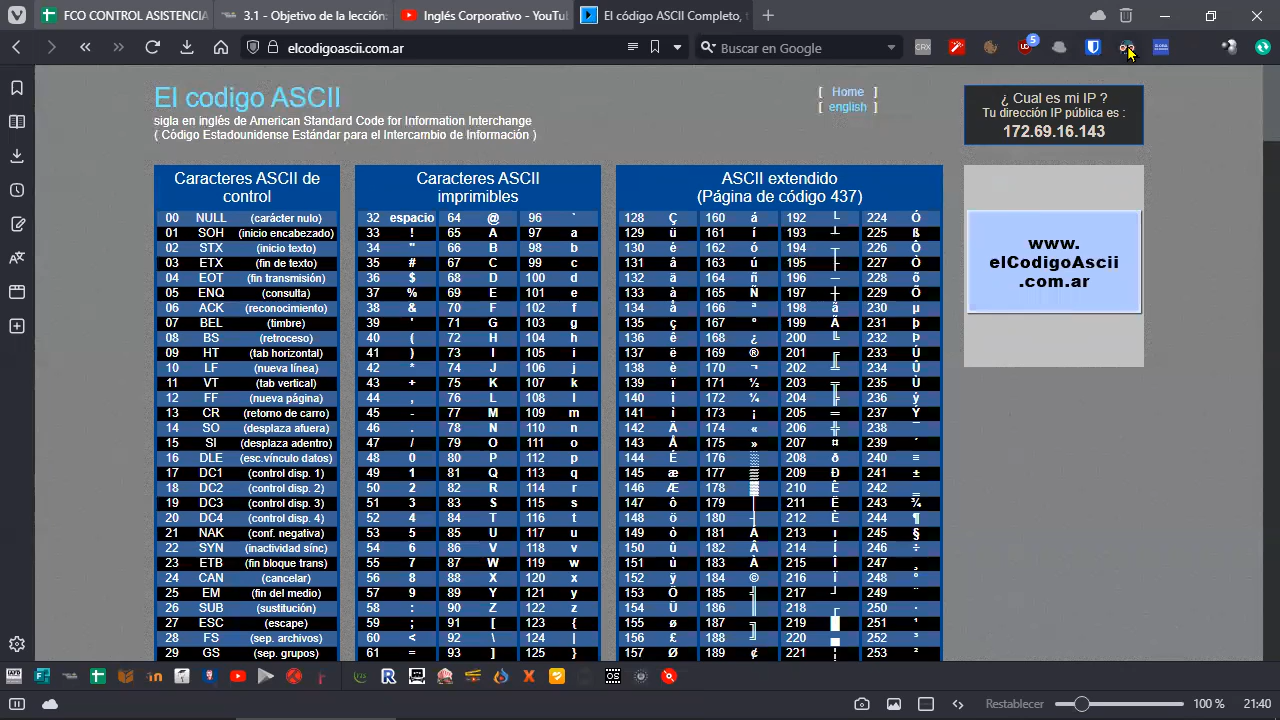 FCO CONTROL ASISTENCIA
3.1 - Objetivo de la lección:
Inglés Corporativo - YouTu
El código ASCII Completo, t
elcodigoascii.com.ar
Buscar en Google
CRX
5
El codigo ASCII
sigla en inglés de American Standard Code for Information Interchange
( Código Estadounidense Estándar para el Intercambio de Información )
[ Home ]
[ english ]
¿ Cual es mi IP ?
Tu dirección IP pública es :
172.69.16.143
Caracteres ASCII de
control
00 NULL (carácter nulo)
01 SOH (inicio encabezado)
02 STX (inicio texto)
03 ETX (fin de texto)
04 EOT (fin transmisión)
05 ENQ (consulta)
06 ACK (reconocimiento)
07 BEL (timbre)
08 BS (retroceso)
09 HT (tab horizontal)
10 LF (nueva línea)
11 VT (tab vertical)
12 FF (nueva página)
13 CR (retorno de carro)
14 SO (desplaza afuera)
15 SI (desplaza adentro)
16 DLE (esc.vínculo datos)
17 DC1 (control disp. 1)
18 DC2 (control disp. 2)
19 DC3 (control disp. 3)
20 DC4 (control disp. 4)
21 NAK (conf. negativa)
22 SYN (inactividad sínc)
23 ETB (fin bloque trans)
24 CAN (cancelar)
25 EM (fin del medio)
26 SUB (sustitución)
27 ESC (escape)
28 FS (sep. archivos)
29 GS (sep. grupos)
Caracteres ASCII
imprimibles
32 espacio 64 @ 96 `
33 ! 65 A 97 a
34 " 66 B 98 b
35 # 67 C 99 c
36 $ 68 D 100 d
37 % 69 E 101 e
38 & 70 F 102 f
39 ' 71 G 103 g
40 ( 72 H 104 h
41 ) 73 I 105 i
42 * 74 J 106 j
43 + 75 K 107 k
44 , 76 L 108 l
45 - 77 M 109 m
46 . 78 N 110 n
47 / 79 O 111 o
48 0 80 P 112 p
49 1 81 Q 113 q
50 2 82 R 114 r
51 3 83 S 115 s
52 4 84 T 116 t
53 5 85 U 117 u
54 6 86 V 118 v
55 7 87 W 119 w
56 8 88 X 120 x
57 9 89 Y 121 y
58 : 90 Z 122 z
59 ; 91 [ 123 {
60 < 92 \ 124 |
61 = 93 ] 125 }
ASCII extendido
(Página de código 437)
128 Ç 160 á 192 └ 224 Ó
129 ü 161 í 193 ┴ 225 ß
130 é 162 ó 194 ┬ 226 Ô
131 â 163 ú 195 ├ 227 Ò
132 ä 164 ñ 196 ─ 228 õ
133 à 165 Ñ 197 ┼ 229 Õ
134 å 166 ª 198 ã 230 µ
135 ç 167 º 199 Ã 231 þ
136 ê 168 ¿ 200 ╚ 232 Þ
137 ë 169 ® 201 ╔ 233 Ú
138 è 170 ¬ 202 ╩ 234 Û
139 ï 171 ½ 203 ╦ 235 Ù
140 î 172 ¼ 204 ╠ 236 ý
141 ì 173 ¡ 205 ═ 237 Ý
142 Ä 174 « 206 ╬ 238 ¯
143 Å 175 » 207 ¤ 239 ´
144 É 176 ░ 208 ð 240 ≡
145 æ 177 ▒ 209 Ð 241 ±
146 Æ 178 ▓ 210 Ê 242 ‗
147 ô 179 │ 211 Ë 243 ¾
148 ö 180 ┤ 212 È 244 ¶
149 ò 181 Á 213 ı 245 §
150 û 182 Â 214 Í 246 ÷
151 ù 183 À 215 Î 247 ¸
152 ÿ 184 © 216 Ï 248 °
153 Ö 185 ╣ 217 ┘ 249 ¨
154 Ü 186 ║ 218 ┌ 250 ·
155 ø 187 ╗ 219 █ 251 ¹
156 £ 188 ╝ 220 ▄ 252 ³
157 Ø 189 ¢ 221 ¦ 253 ²
www.
elCodigoAscii
.com.ar
Restablecer
100 %
21:40